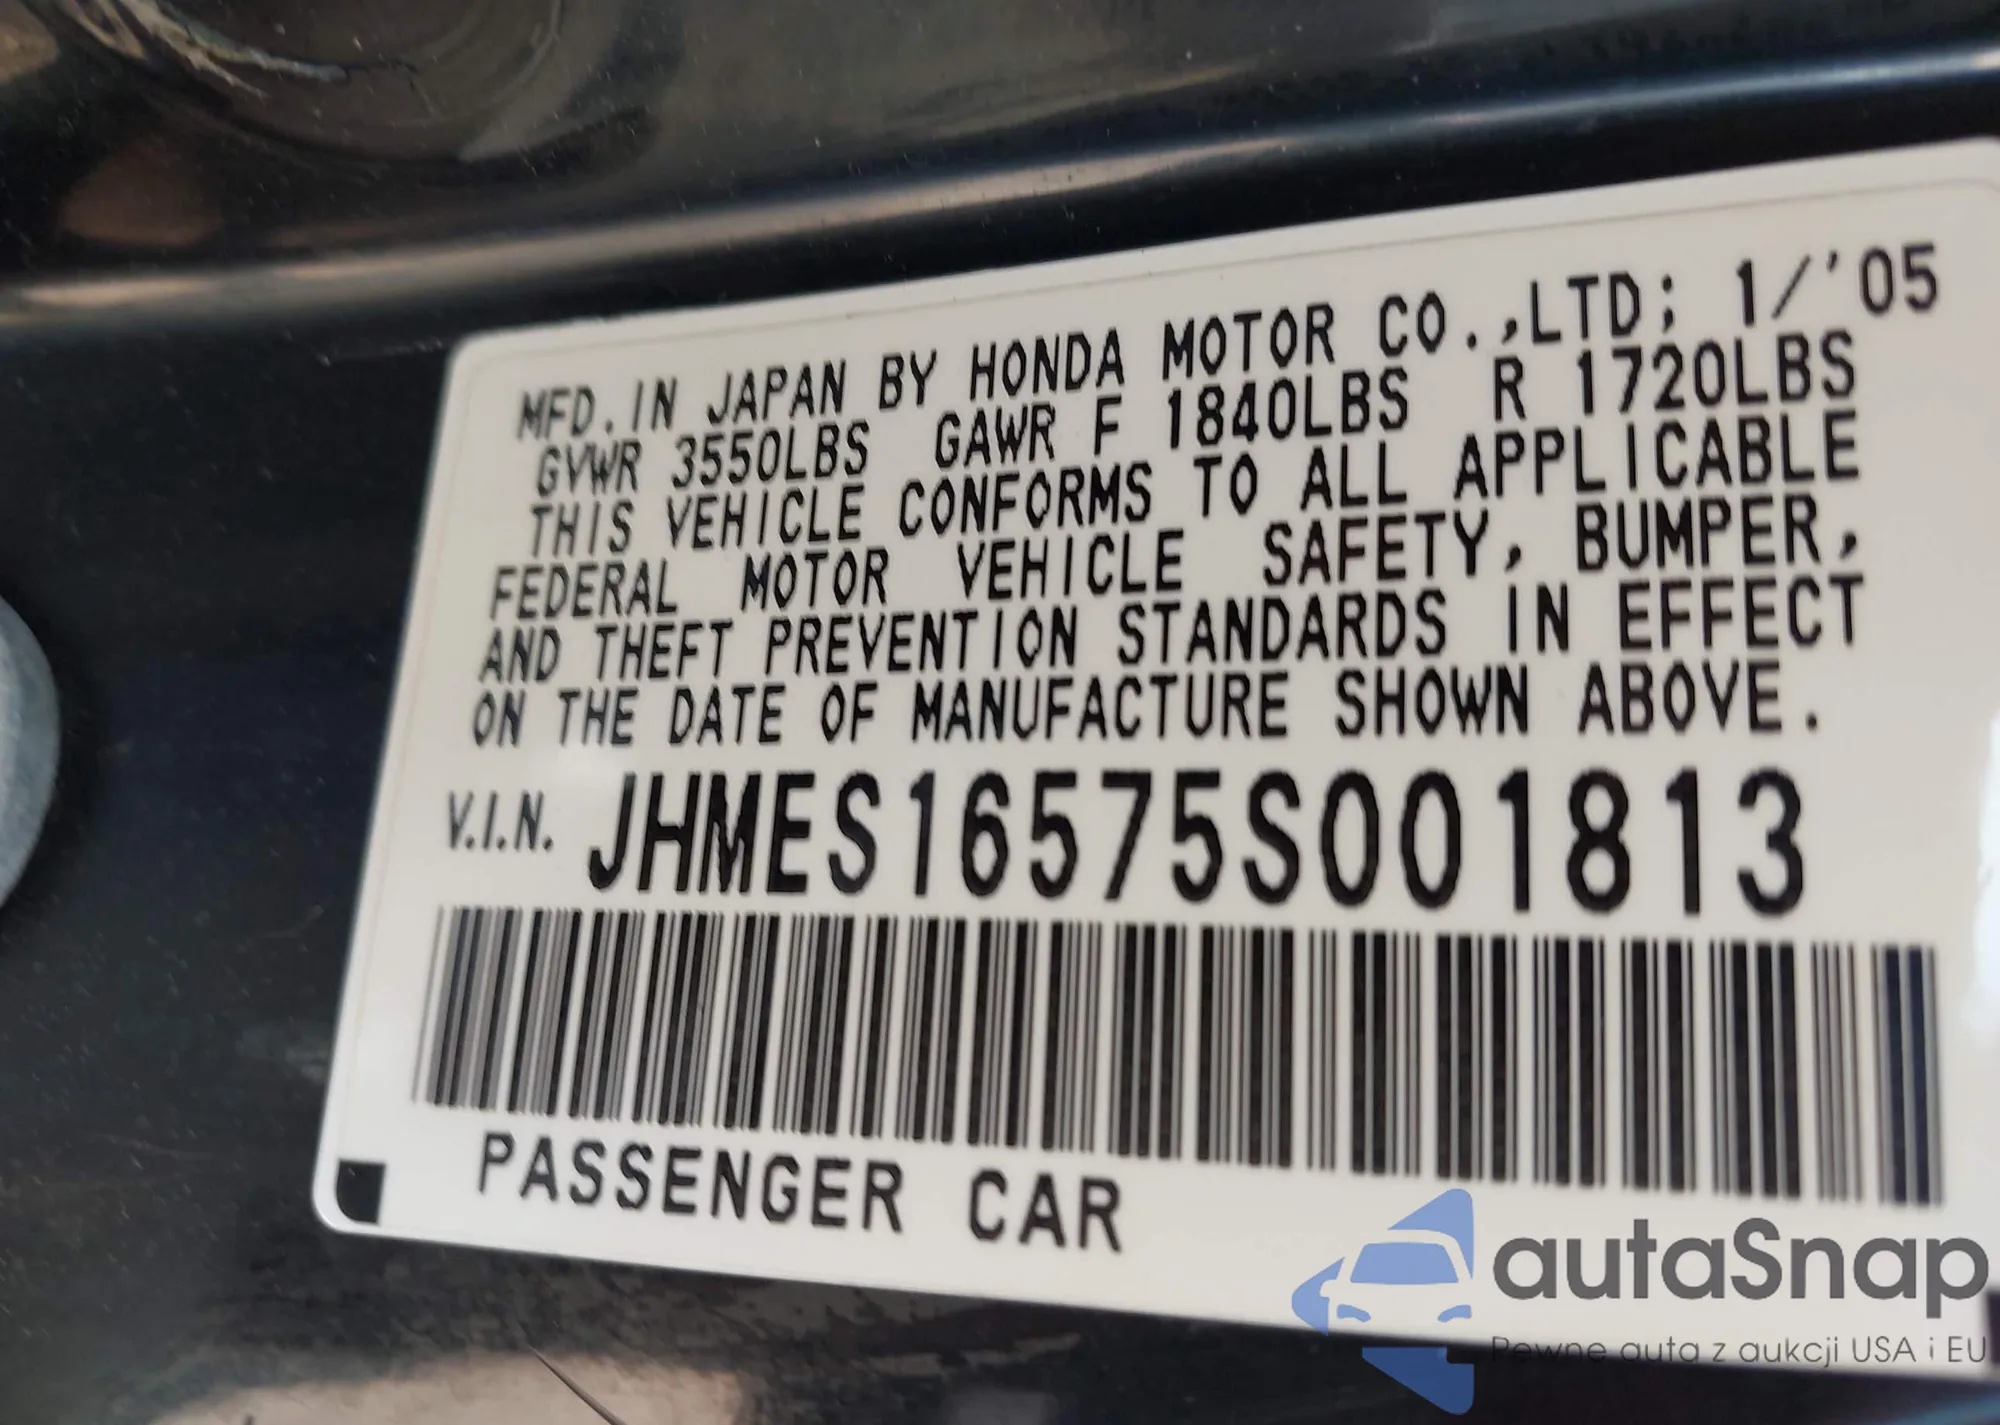 MFD.IN JAPAN BY HONDA MOTOR CO.,LTD; 1/'05
GVWR 3550LBS GAWR F 1840LBS R 1720LBS
THIS VEHICLE CONFORMS TO ALL APPLICABLE
FEDERAL MOTOR VEHICLE SAFETY, BUMPER,
AND THEFT PREVENTION STANDARDS IN EFFECT
ON THE DATE OF MANUFACTURE SHOWN ABOVE.
V.I.N. JHMES16575S001813
PASSENGER CAR
autaSnap
Pewne auta z aukcji USA i EU